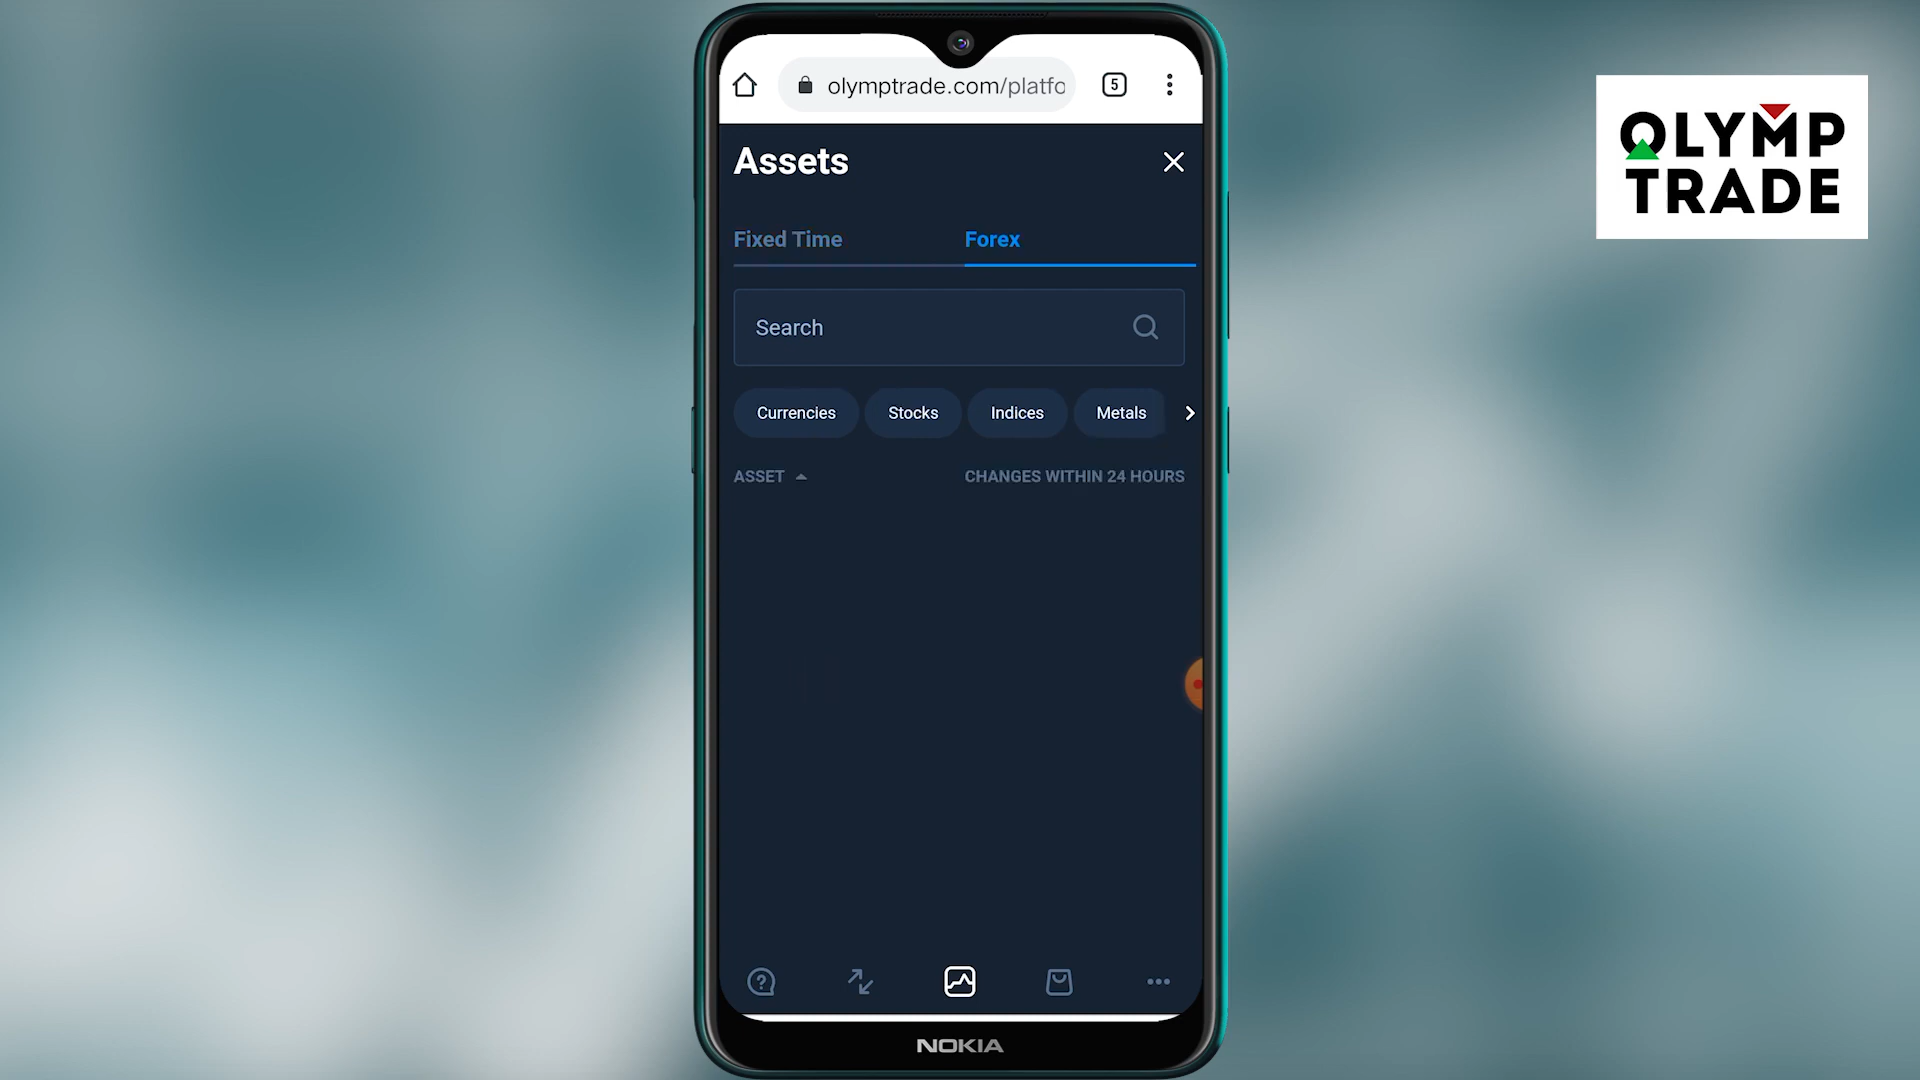 olymptrade.com/platfo
5
Assets
Fixed Time
Forex
Search
Currencies
Stocks
Indices
Metals
ASSET
CHANGES WITHIN 24 HOURS
NOKIA
OLYMP
TRADE